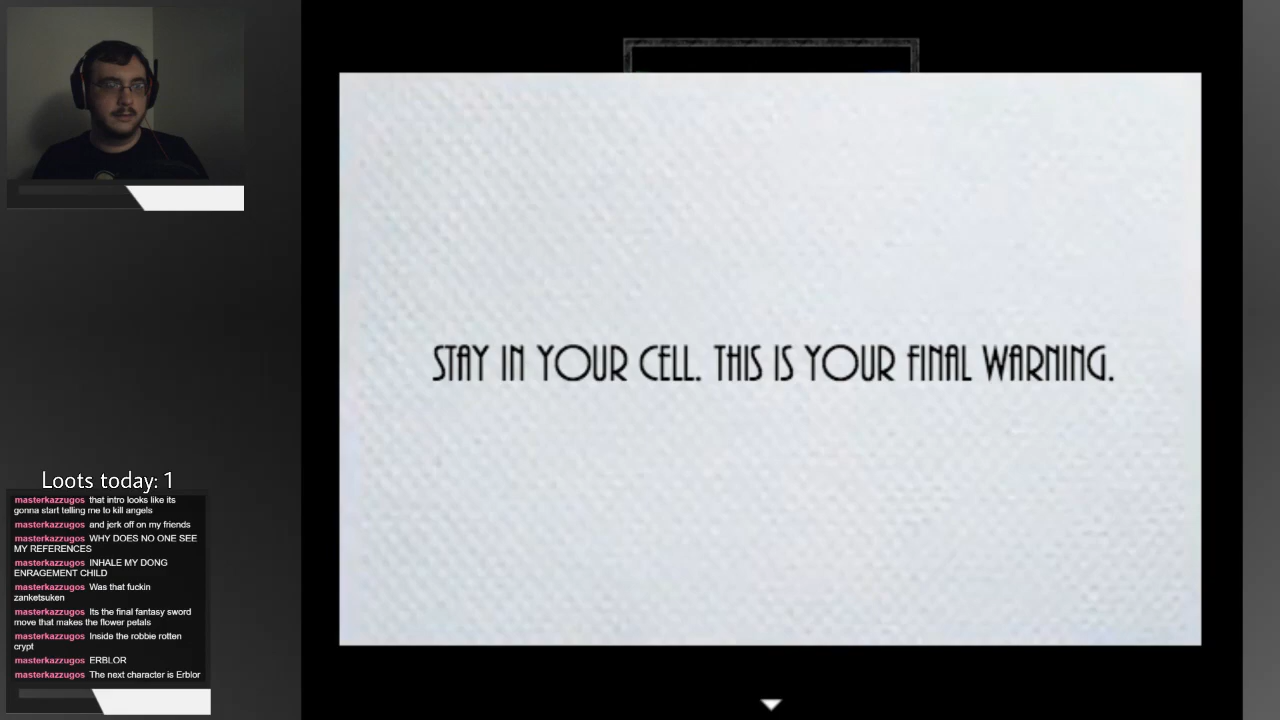 STAY IN YOUR CELL. THIS IS YOUR FINAL WARNING.
Loots today: 1
masterkazzugos that intro looks like its
gonna start telling me to kill angels
masterkazzugos and jerk off on my friends
masterkazzugos WHY DOES NO ONE SEE
MY REFERENCES
masterkazzugos INHALE MY DONG
ENRAGEMENT CHILD
masterkazzugos Was that fuckin
zanketsuken
masterkazzugos Its the final fantasy sword
move that makes the flower petals
masterkazzugos Inside the robbie rotten
crypt
masterkazzugos ERBLOR
masterkazzugos The next character is Erblor